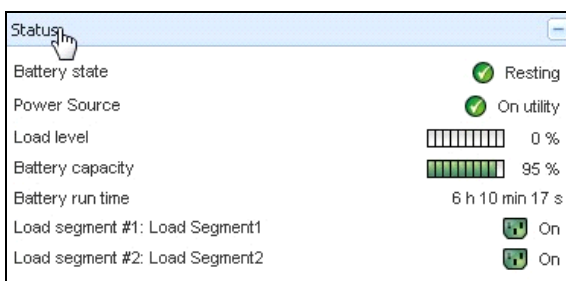 Status
Battery state Resting
Power Source On utility
Load level 0 %
Battery capacity 95 %
Battery run time 6 h 10 min 17 s
Load segment #1: Load Segment1 On
Load segment #2: Load Segment2 On